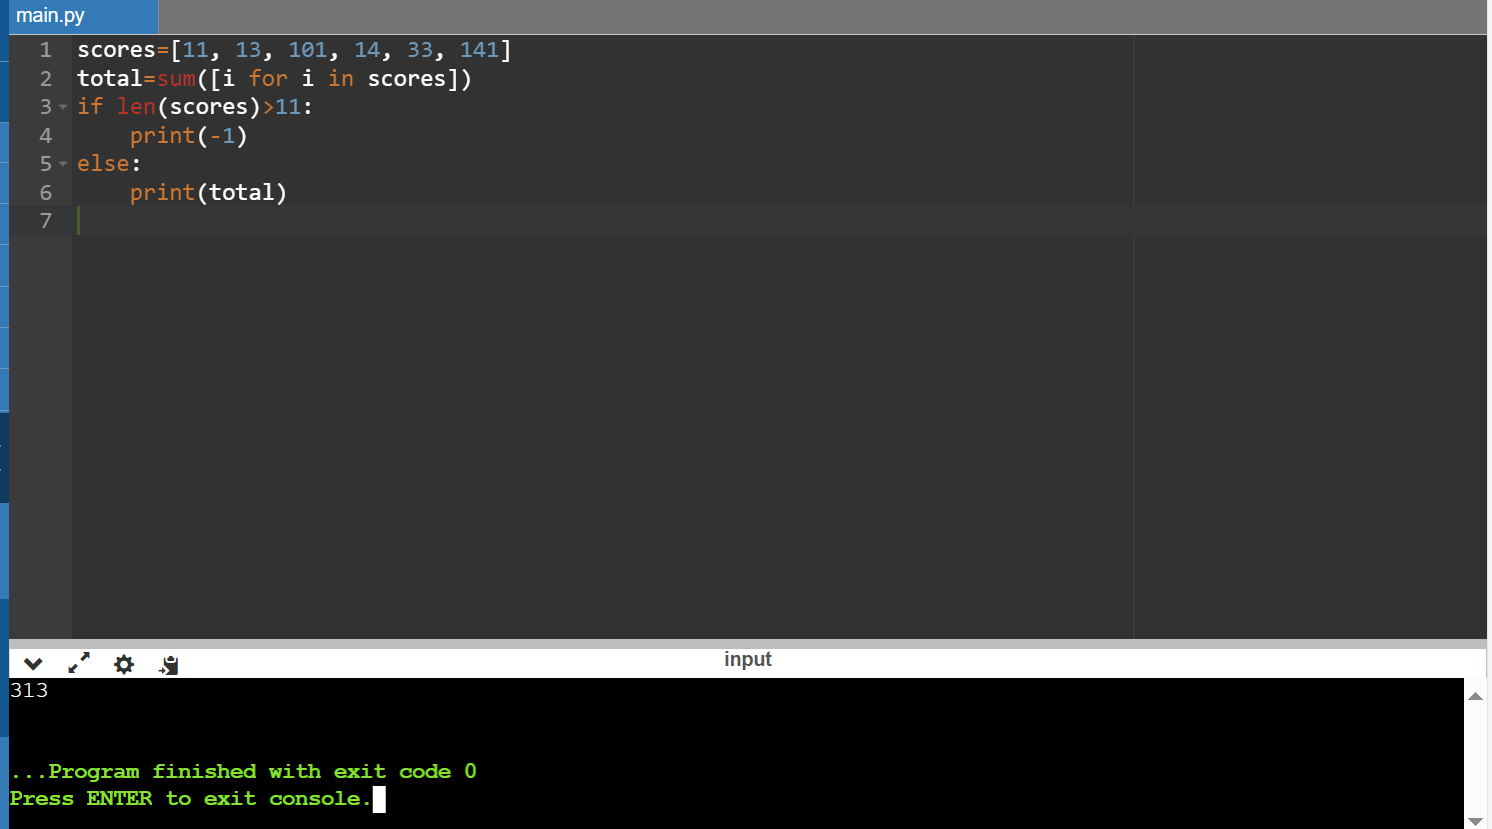 main.py
1 scores=[11, 13, 101, 14, 33, 141]
2 total=sum([i for i in scores])
3 if len(scores)>11:
4     print(-1)
5 else:
6     print(total)
7
input
313
...Program finished with exit code 0
Press ENTER to exit console.